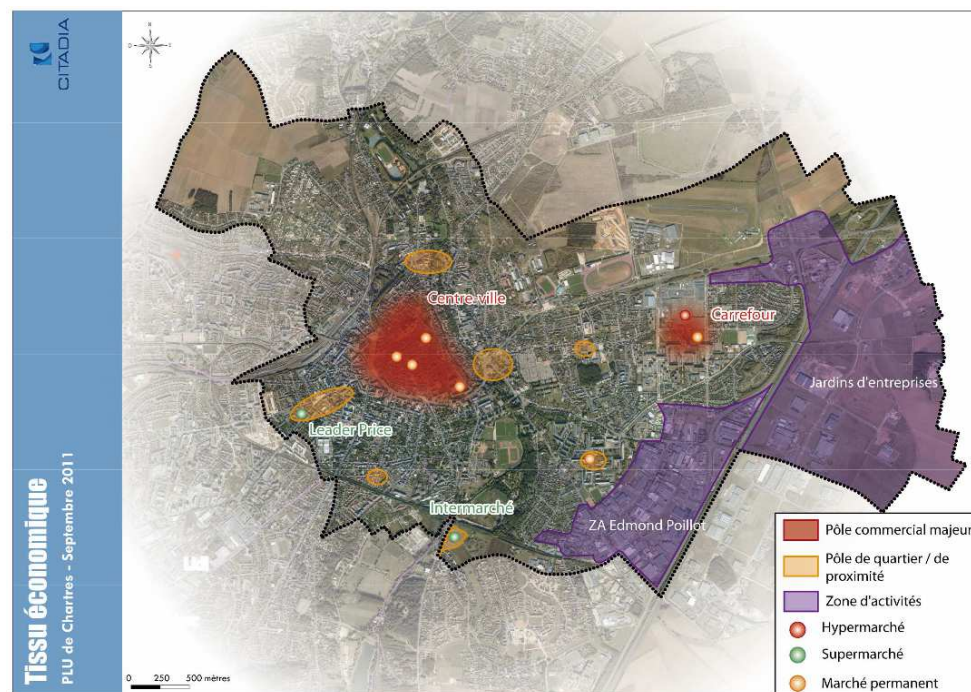 CITADIA
Tissu économique
PLU de Chartres - Septembre 2011
N
O
E
S
Centre-ville
Carrefour
Jardins d'entreprises
Leader Price
Intermarché
ZA Edmond Poillot
Pôle commercial majeur
Pôle de quartier / de
proximité
Zone d'activités
Hypermarché
Supermarché
Marché permanent
0 250 500 mètres